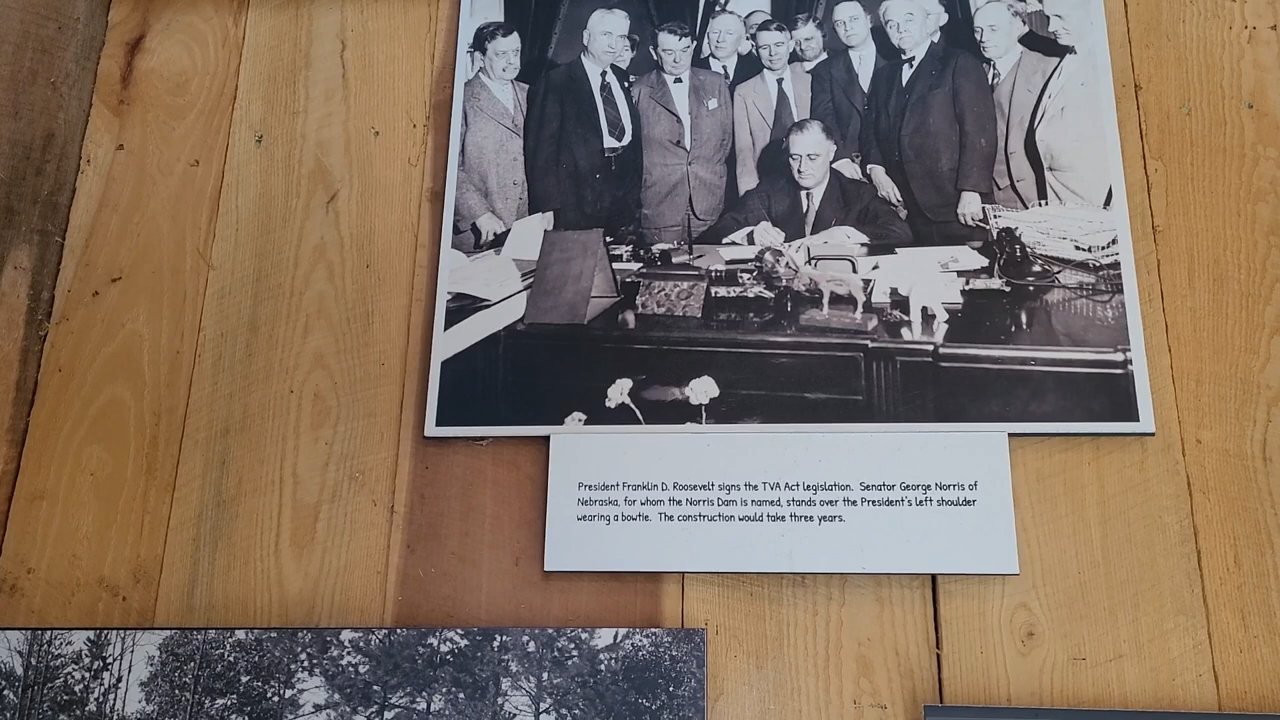 President Franklin D. Roosevelt signs the TVA Act legislation. Senator George Norris of
Nebraska, for whom the Norris Dam is named, stands over the President's left shoulder
wearing a bowtie. The construction would take three years.